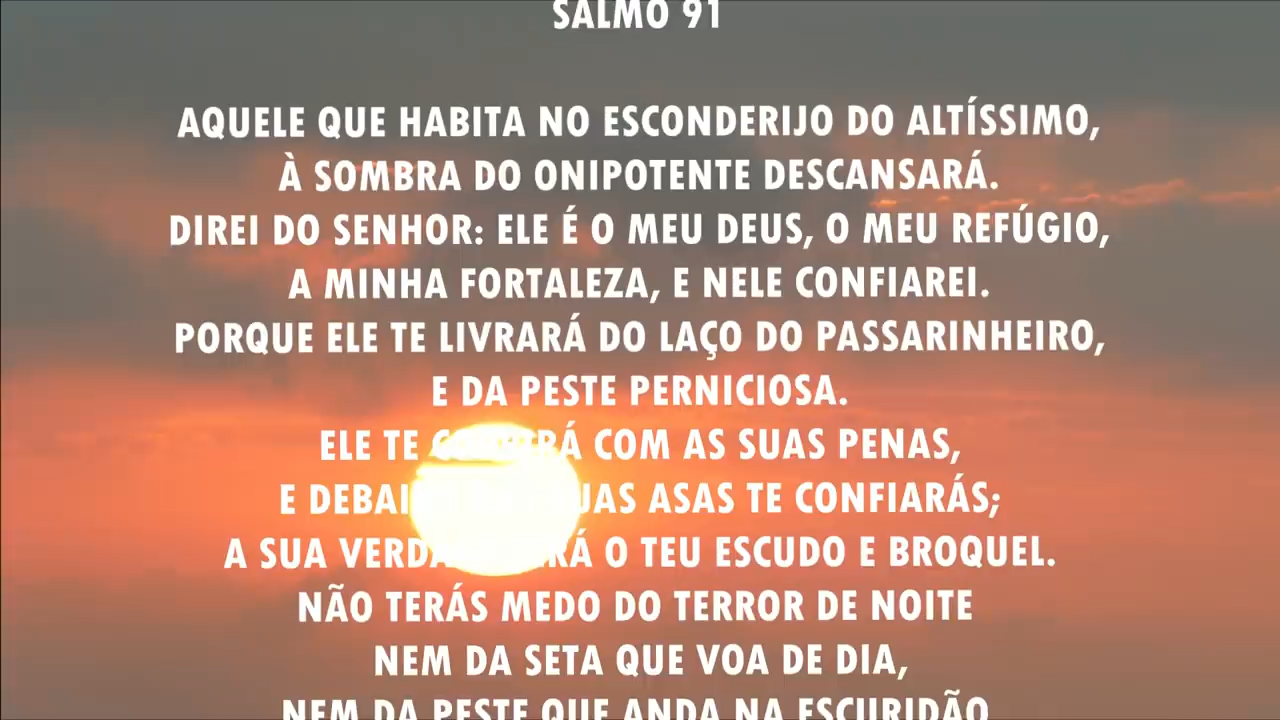 SALMO 91
AQUELE QUE HABITA NO ESCONDERIJO DO ALTÍSSIMO,
À SOMBRA DO ONIPOTENTE DESCANSARÁ.
DIREI DO SENHOR: ELE É O MEU DEUS, O MEU REFÚGIO,
A MINHA FORTALEZA, E NELE CONFIAREI.
PORQUE ELE TE LIVRARÁ DO LAÇO DO PASSARINHEIRO,
E DA PESTE PERNICIOSA.
ELE TE COM AS SUAS PENAS,
E ASAS TE CONFIARÁS;
A SUA O TEU ESCUDO E BROQUEL.
NÃO TERÁS MEDO DO TERROR DE NOITE
NEM DA SETA QUE VOA DE DIA,
NEM DA PESTE QUE ANDA NA ESCURIDÃO